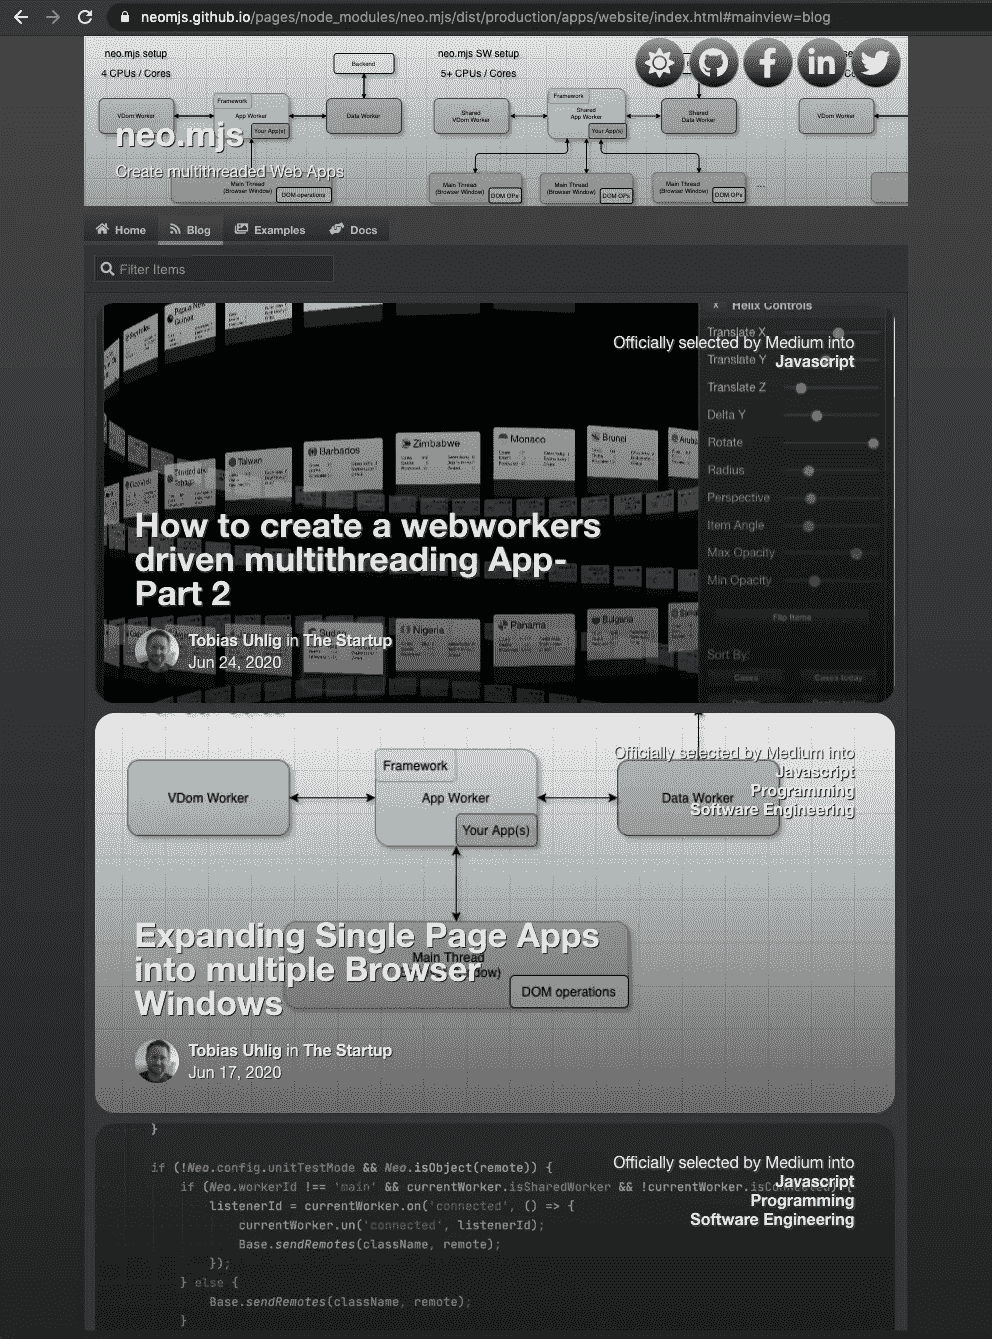 neomjs.github.io/pages/node_modules/neo.mjs/dist/production/apps/website/index.html#mainview=blog
neo.mjs setup
4 CPUs / Cores
Backend
neo.mjs SW setup
5+ CPUs / Cores
VDom Worker
Framework
App Worker
Your App(s)
Data Worker
Shared
VDom Worker
Framework
Shared
App Worker
Your App(s)
Shared
Data Worker
VDom Worker
neo.mjs
Create multithreaded Web Apps
Main Thread
(Browser Window)
DOM operations
Main Thread
(Browser Window)
DOM OPs
Main Thread
(Browser Window)
DOM OPs
Main Thread
(Browser Window)
DOM OPs
...
Home
Blog
Examples
Docs
Filter Items
x Helix Controls
Officially selected by Medium into
Javascript
Translate X
Translate Y
Translate Z
Delta Y
Rotate
Radius
Perspective
Item Angle
Max Opacity
Min Opacity
Flip Items
Sort By:
Cases
Cases today
Taiwan
Barbados
Zimbabwe
Monaco
Brunei
How to create a webworkers
driven multithreading App-
Part 2
Nigeria
Panama
Bulgaria
Tobias Uhlig in The Startup
Jun 24, 2020
Officially selected by Medium into
Javascript
Programming
Software Engineering
VDom Worker
Framework
App Worker
Your App(s)
Data Worker
Expanding Single Page Apps
into multiple Browser
Windows
Main Thread
DOM operations
Tobias Uhlig in The Startup
Jun 17, 2020
Officially selected by Medium into
Javascript
Programming
Software Engineering
}
if (!Neo.config.unitTestMode && Neo.isObject(remote)) {
if (Neo.workerId !== 'main' && currentWorker.isSharedWorker && !currentWorker.isConnected) {
listenerId = currentWorker.on('connected', () => {
currentWorker.un('connected', listenerId);
Base.sendRemotes(className, remote);
});
} else {
Base.sendRemotes(className, remote);
}